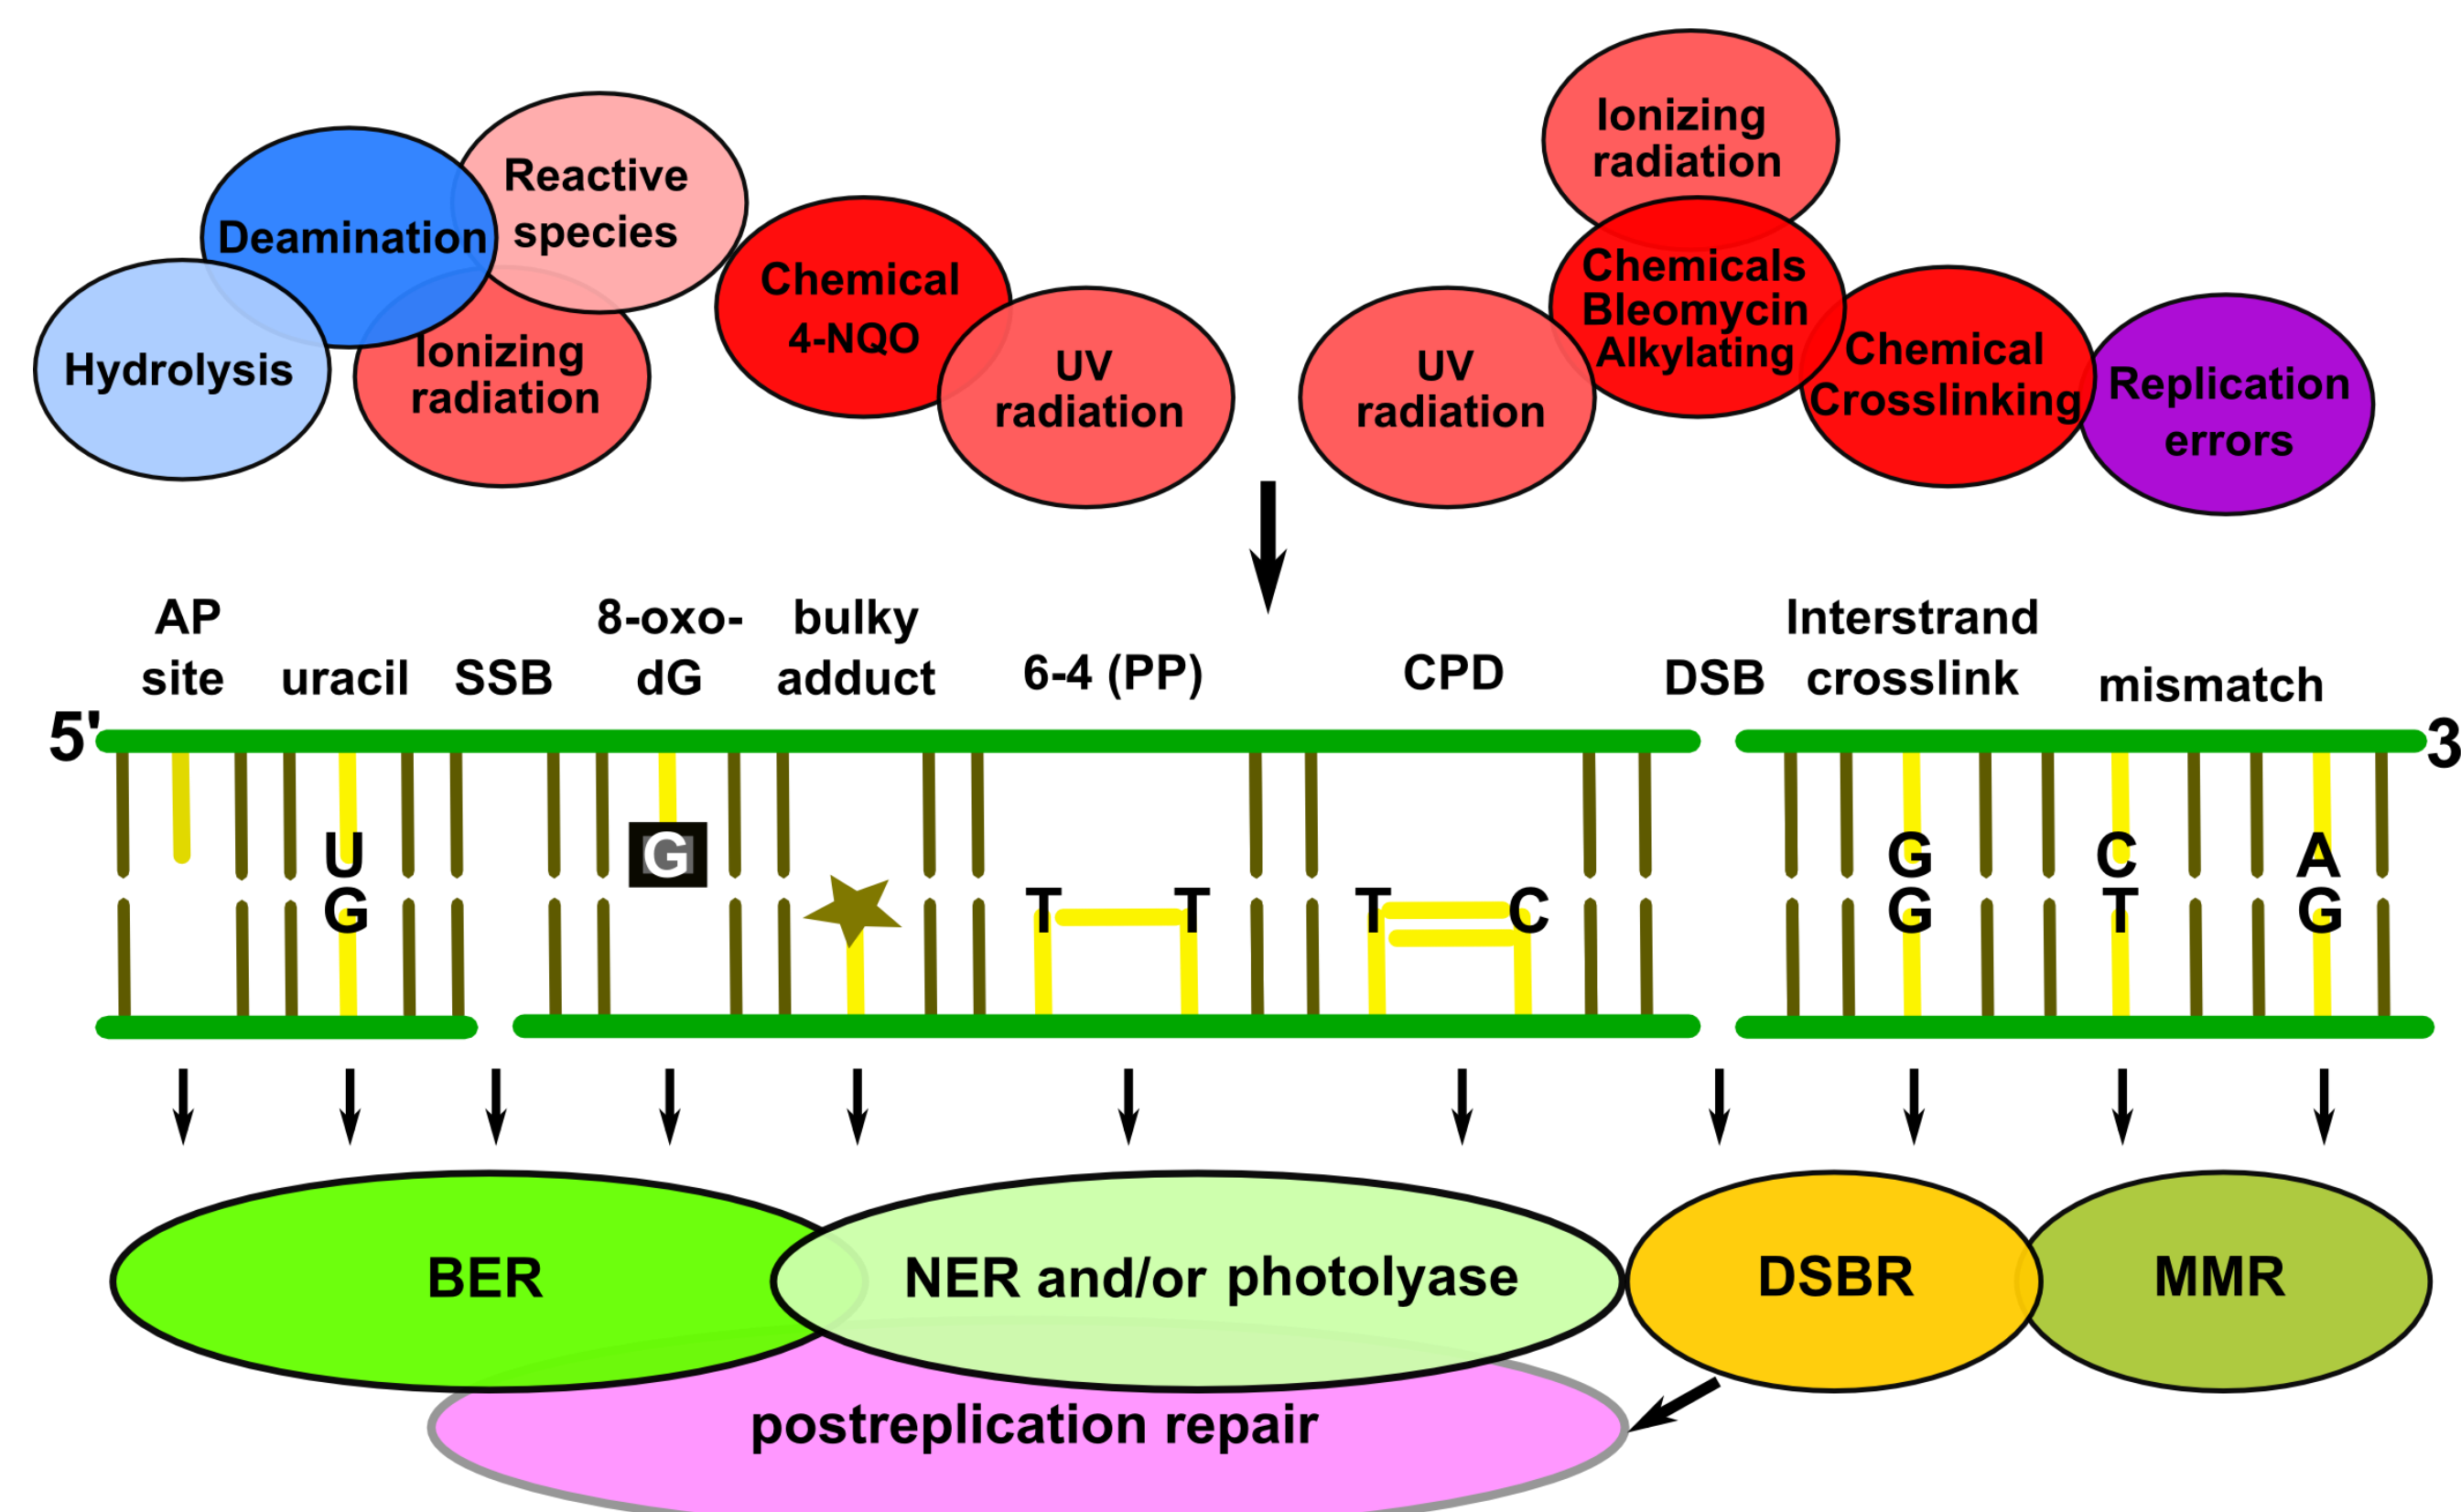 Ionizing
radiation
Reactive
species
Deamination
Hydrolysis
Ionizing
radiation
Chemical
4-NQO
UV
radiation
UV
radiation
Chemicals
Bleomycin
Alkylating
Chemical
Crosslinking
Replication
errors
AP
site
uracil
SSB
8-oxo-
dG
bulky
adduct
6-4 (PP)
CPD
DSB
Interstrand
crosslink
mismatch
5'
3
U
G
G
T T
T C
G
G
C
T
A
G
BER
NER and/or photolyase
DSBR
MMR
postreplication repair